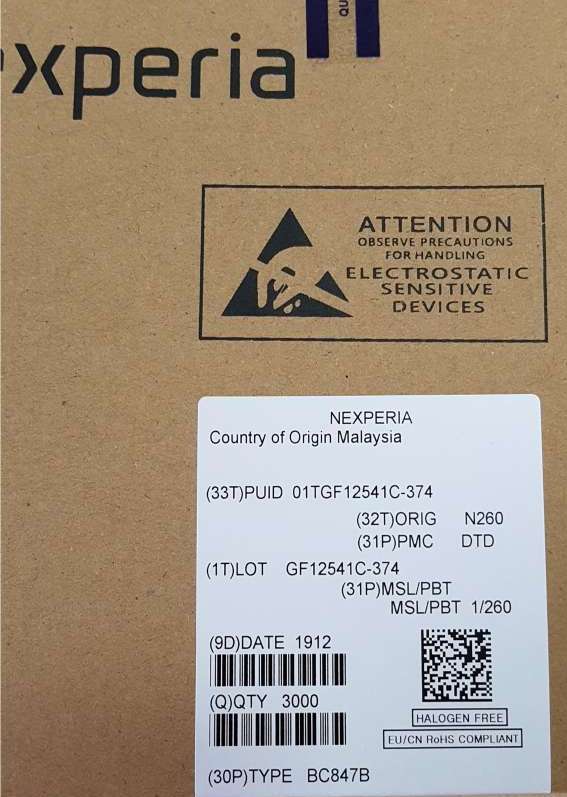 QU
experia
ATTENTION
OBSERVE PRECAUTIONS
FOR HANDLING
ELECTROSTATIC
SENSITIVE
DEVICES
NEXPERIA
Country of Origin Malaysia
(33T)PUID 01TGF12541C-374
(32T)ORIG N260
(31P)PMC DTD
(1T)LOT GF12541C-374
(31P)MSL/PBT
MSL/PBT 1/260
(9D)DATE 1912
(Q)QTY 3000
HALOGEN FREE
EU/CN RoHS COMPLIANT
(30P)TYPE BC847B